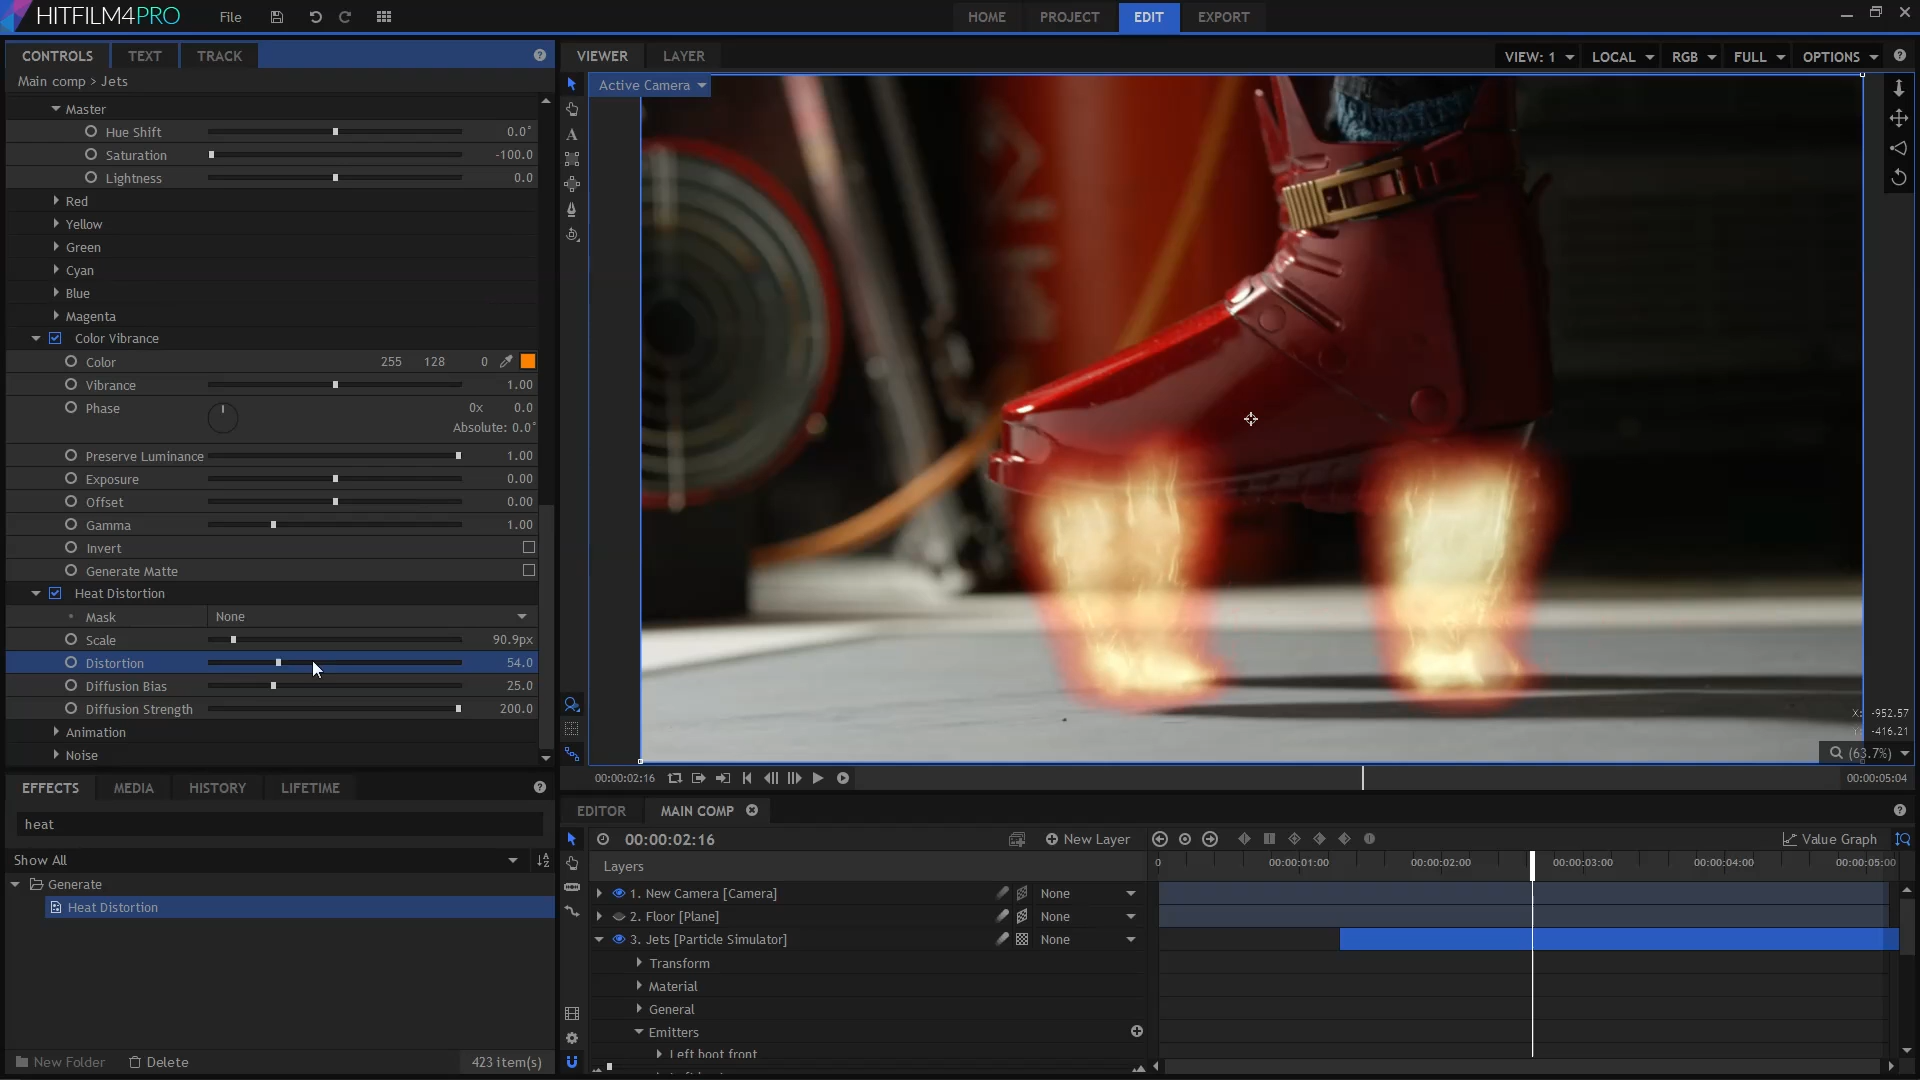 HITFILM4PRO
File
HOME
PROJECT
EDIT
EXPORT
CONTROLS
TEXT
TRACK
Main comp > Jets
Master
Hue Shift 0.0°
Saturation -100.0
Lightness 0.0
Red
Yellow
Green
Cyan
Blue
Magenta
Color Vibrance
Color 255 128 0
Vibrance 1.00
Phase 0x 0.0
Absolute: 0.0°
Preserve Luminance 1.00
Exposure 0.00
Offset 0.00
Gamma 1.00
Invert
Generate Matte
Heat Distortion
Mask None
Scale 90.9px
Distortion 54.0
Diffusion Bias 25.0
Diffusion Strength 200.0
Animation
Noise
VIEWER
LAYER
VIEW: 1
LOCAL
RGB
FULL
OPTIONS
Active Camera
X: -952.57
-416.21
(63.7%)
00:00:02:16
00:00:05:04
EFFECTS
MEDIA
HISTORY
LIFETIME
heat
Show All
Generate
Heat Distortion
New Folder
Delete
423 item(s)
EDITOR
MAIN COMP
00:00:02:16
New Layer
Value Graph
Layers
0 00:00:01:00 00:00:02:00 00:00:03:00 00:00:04:00 00:00:05:00
1. New Camera [Camera] None
2. Floor [Plane] None
3. Jets [Particle Simulator] None
Transform
Material
General
Emitters
Left boot front